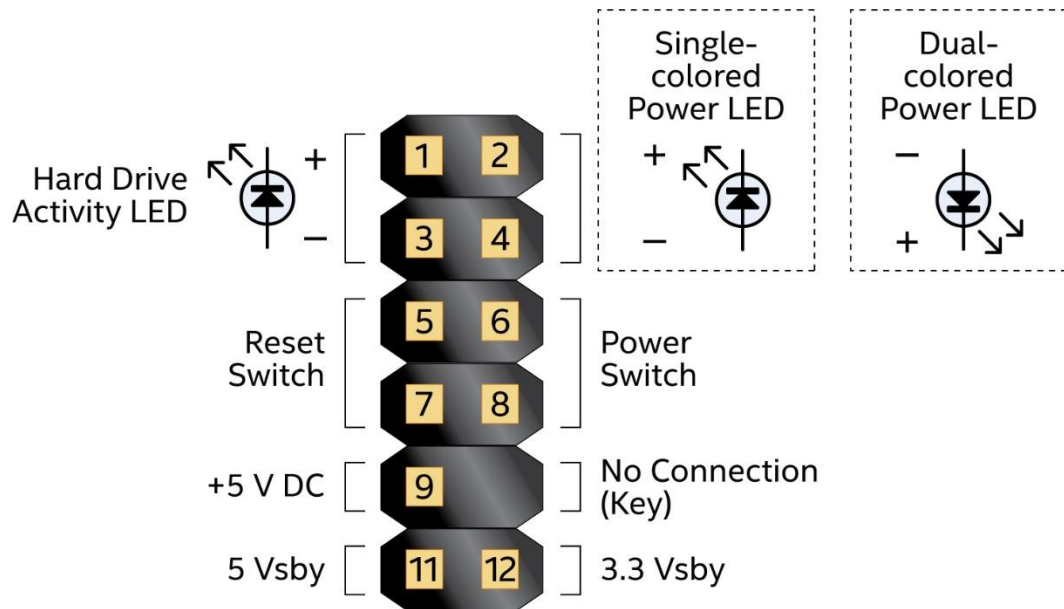 Single-
colored
Power LED
Dual-
colored
Power LED
Hard Drive
Activity LED
+
−
1 2
3 4
+
−
−
+
Reset
Switch
5 6
7 8
Power
Switch
+5 V DC
9
No Connection
(Key)
5 Vsby
11 12
3.3 Vsby